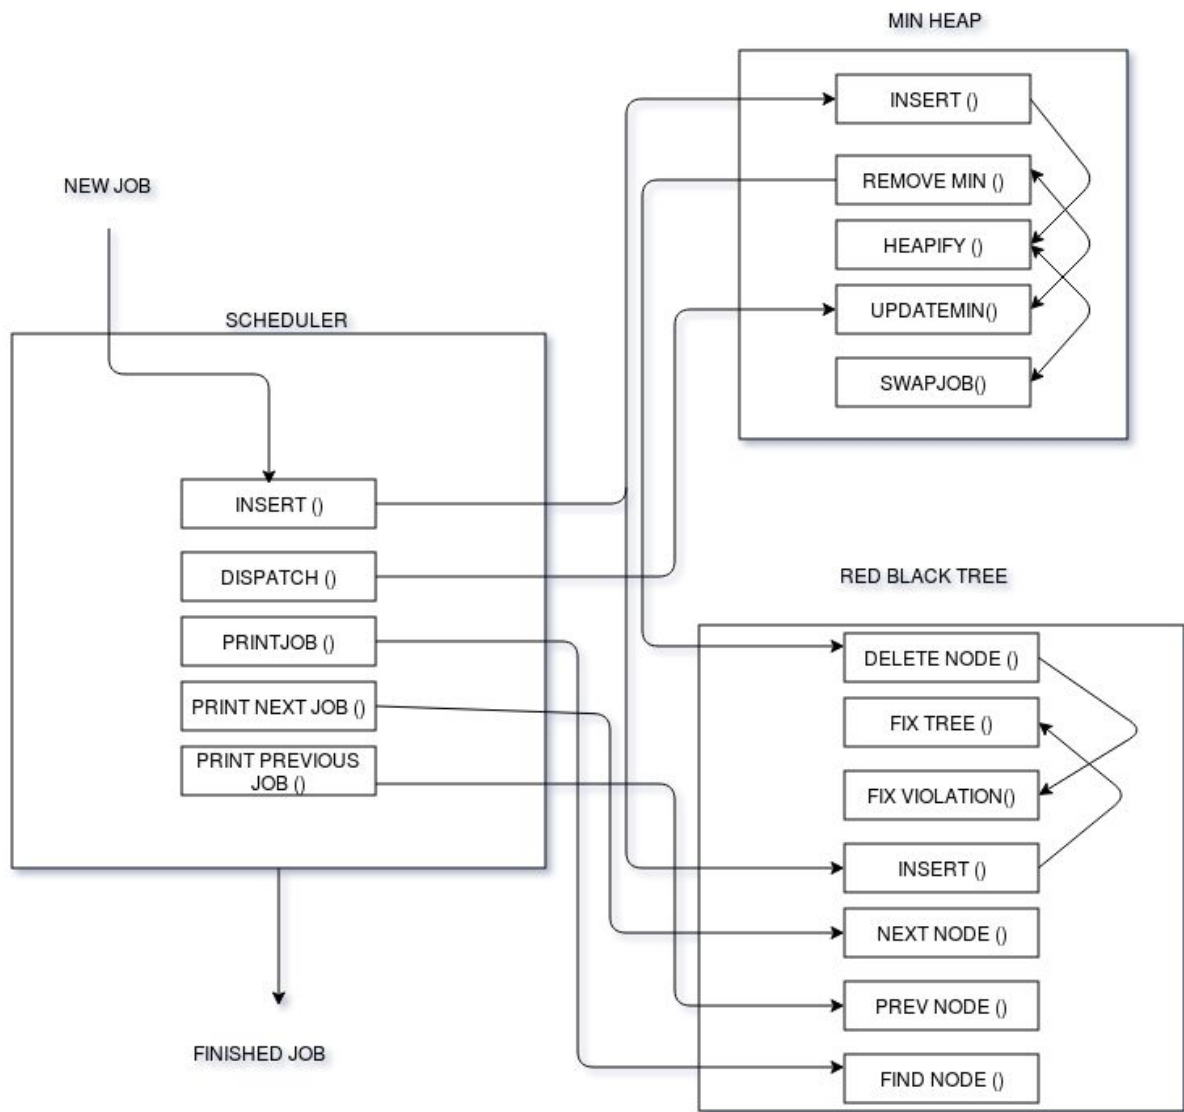 MIN HEAP
INSERT ()
REMOVE MIN ()
HEAPIFY ()
UPDATEMIN()
SWAPJOB()
NEW JOB
SCHEDULER
INSERT ()
DISPATCH ()
PRINTJOB ()
PRINT NEXT JOB ()
PRINT PREVIOUS
JOB ()
FINISHED JOB
RED BLACK TREE
DELETE NODE ()
FIX TREE ()
FIX VIOLATION()
INSERT ()
NEXT NODE ()
PREV NODE ()
FIND NODE ()